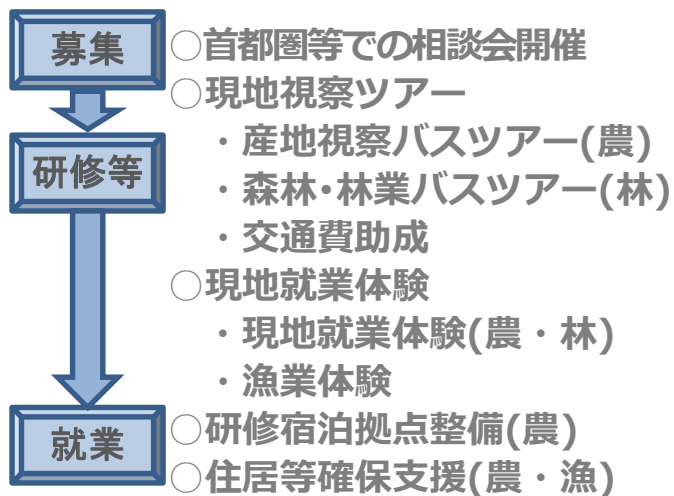 募集
○首都圏等での相談会開催
○現地視察ツアー
・産地視察バスツアー(農)
研修等
・森林・林業バスツアー(林)
・交通費助成
○現地就業体験
・現地就業体験(農・林)
・漁業体験
就業
○研修宿泊拠点整備(農)
○住居等確保支援(農・漁)